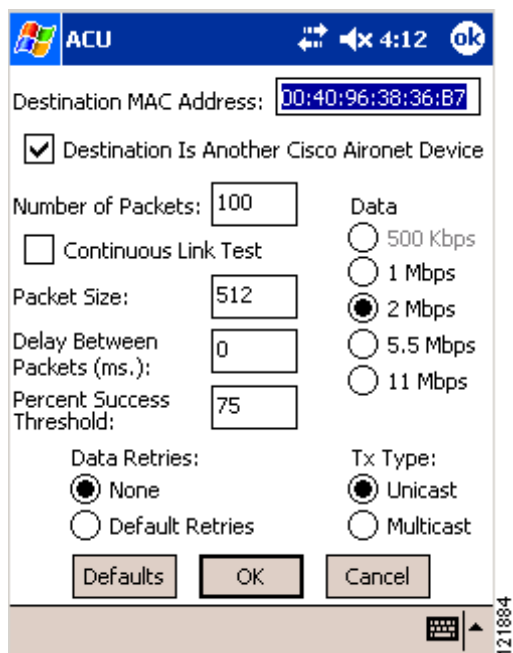 ACU 4:12 ok
Destination MAC Address: 00:40:96:38:36:B7
Destination Is Another Cisco Aironet Device
Number of Packets: 100
Continuous Link Test
Packet Size: 512
Delay Between
Packets (ms.): 0
Percent Success
Threshold: 75
Data
500 Kbps
1 Mbps
2 Mbps
5.5 Mbps
11 Mbps
Data Retries:
None
Default Retries
Tx Type:
Unicast
Multicast
Defaults OK Cancel
121884